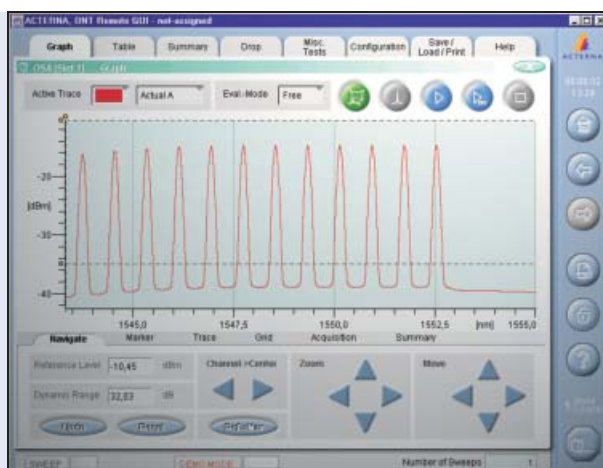 ACTERNA, ONT Remote GUI - not-assigned
Graph Table Summary Drop Misc. Tests Configuration Save / Load / Print Help
ACTERNA
OSA [Slot 1] Graph
Active Trace Actual A Eval.-Mode Free
-20
[dBm]
-30
-40
1545,0 1547,5 1550,0 1552,5 [nm] 1555,0
Navigate Marker Trace Grid Acquisition Summary
Reference Level -10,45 dBm Channel->Center Zoom Move
Dynamic Range 32,83 dB
Undo Reset
SWEEP DEMO MODE Number of Sweeps 1